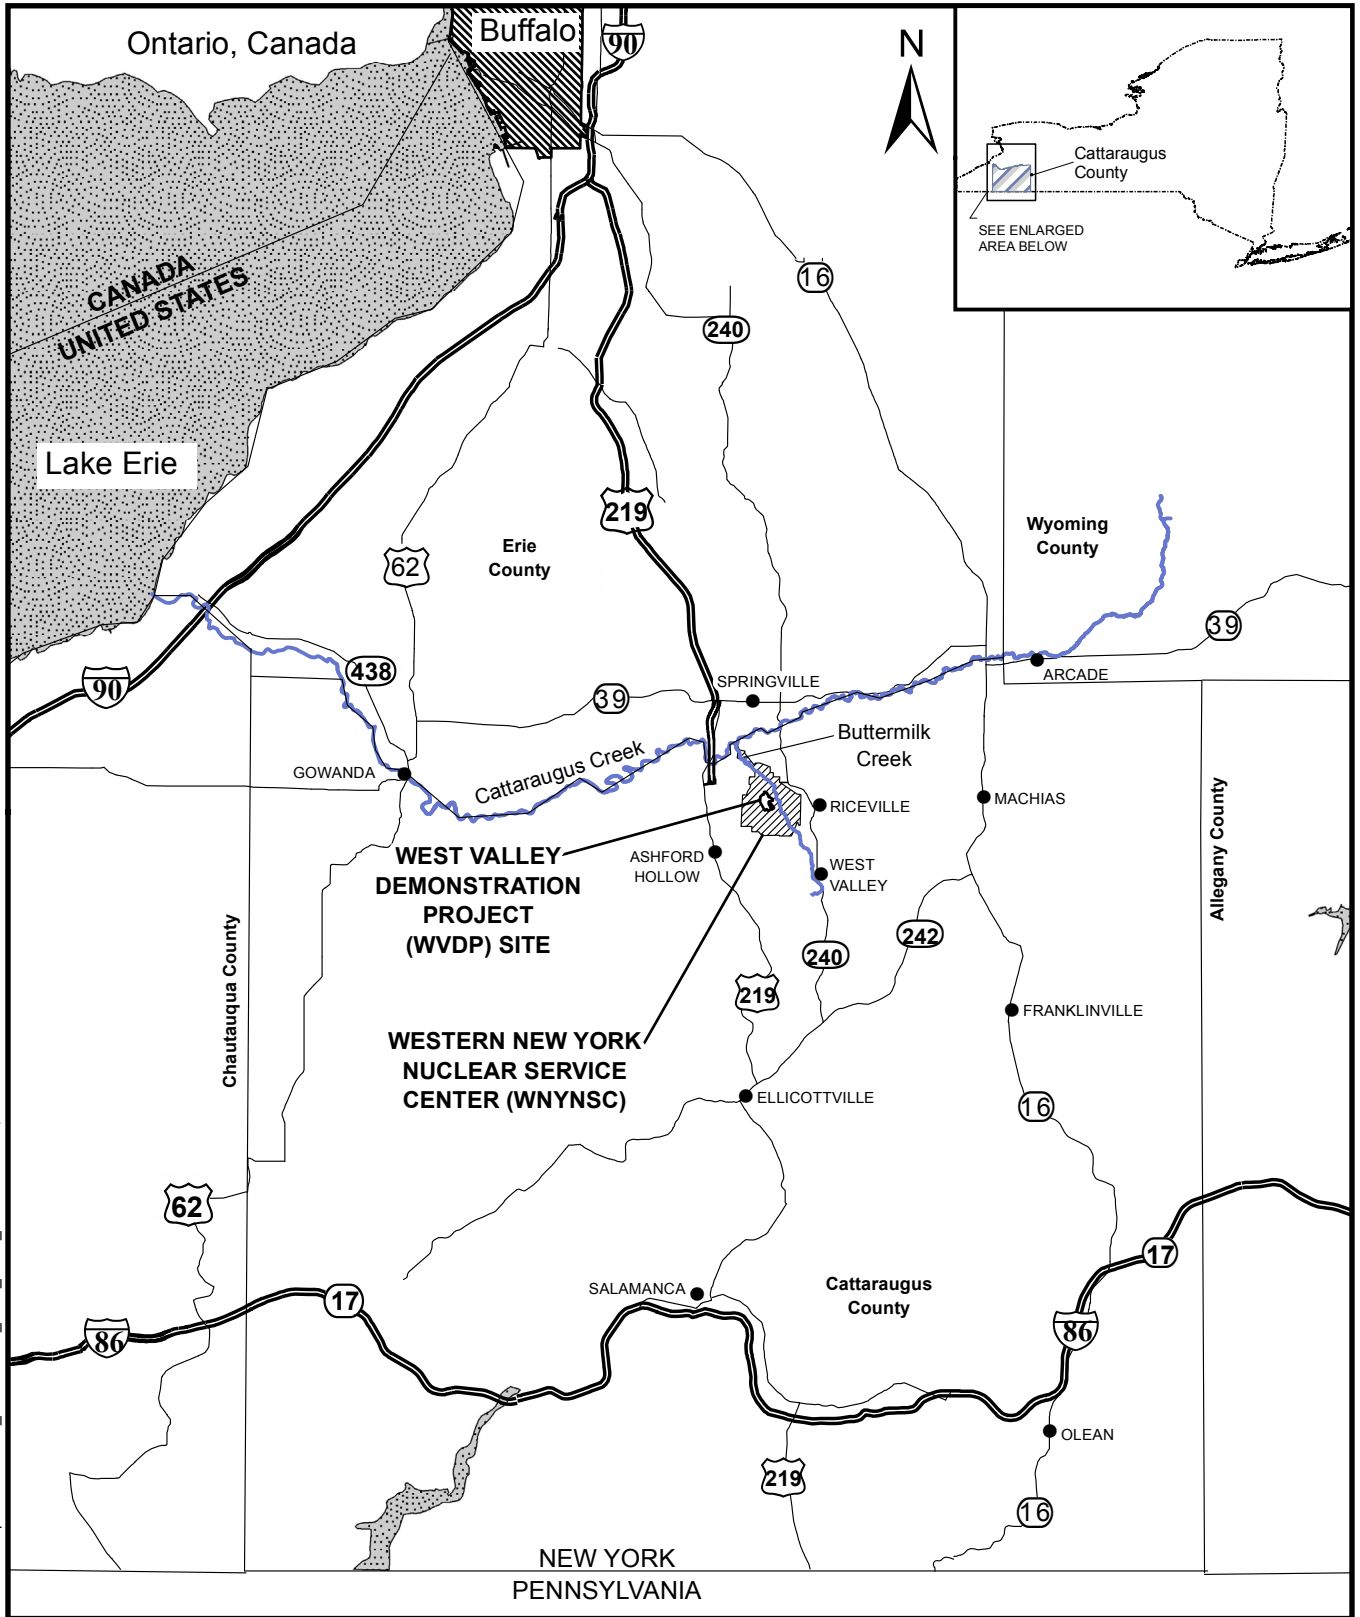 Ontario, Canada
Buffalo
90
N
Cattaraugus
County
SEE ENLARGED
AREA BELOW
16
CANADA
UNITED STATES
240
Lake Erie
219
Wyoming
County
Erie
County
62
39
438
90
SPRINGVILLE
ARCADE
39
Buttermilk
Creek
Cattaraugus Creek
GOWANDA
RICEVILLE
MACHIAS
WEST VALLEY
DEMONSTRATION
PROJECT
(WVDP) SITE
ASHFORD
HOLLOW
WEST
VALLEY
Allegany County
Chautauqua County
242
240
219
FRANKLINVILLE
WESTERN NEW YORK
NUCLEAR SERVICE
CENTER (WNYNSC)
ELLICOTTVILLE
16
62
17
SALAMANCA
Cattaraugus
County
17
86
86
OLEAN
219
16
NEW YORK
PENNSYLVANIA